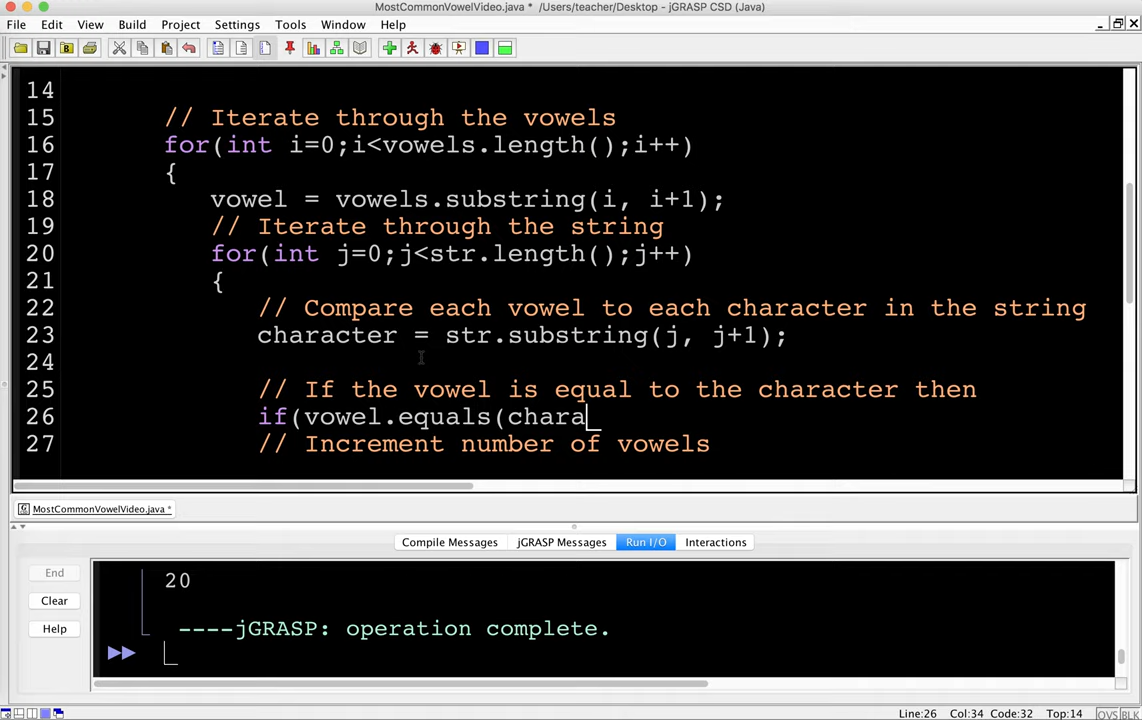 MostCommonVowelVideo.java * /Users/teacher/Desktop - jGRASP CSD (Java)
File Edit View Build Project Settings Tools Window Help
14
15 // Iterate through the vowels
16 for(int i=0;i<vowels.length();i++)
17 {
18 vowel = vowels.substring(i, i+1);
19 // Iterate through the string
20 for(int j=0;j<str.length();j++)
21 {
22 // Compare each vowel to each character in the string
23 character = str.substring(j, j+1);
24
25 // If the vowel is equal to the character then
26 if(vowel.equals(chara
27 // Increment number of vowels
MostCommonVowelVideo.java *
Compile Messages jGRASP Messages Run I/O Interactions
End
Clear
Help
20
----jGRASP: operation complete.
Line:26 Col:34 Code:32 Top:14 OVS BLK